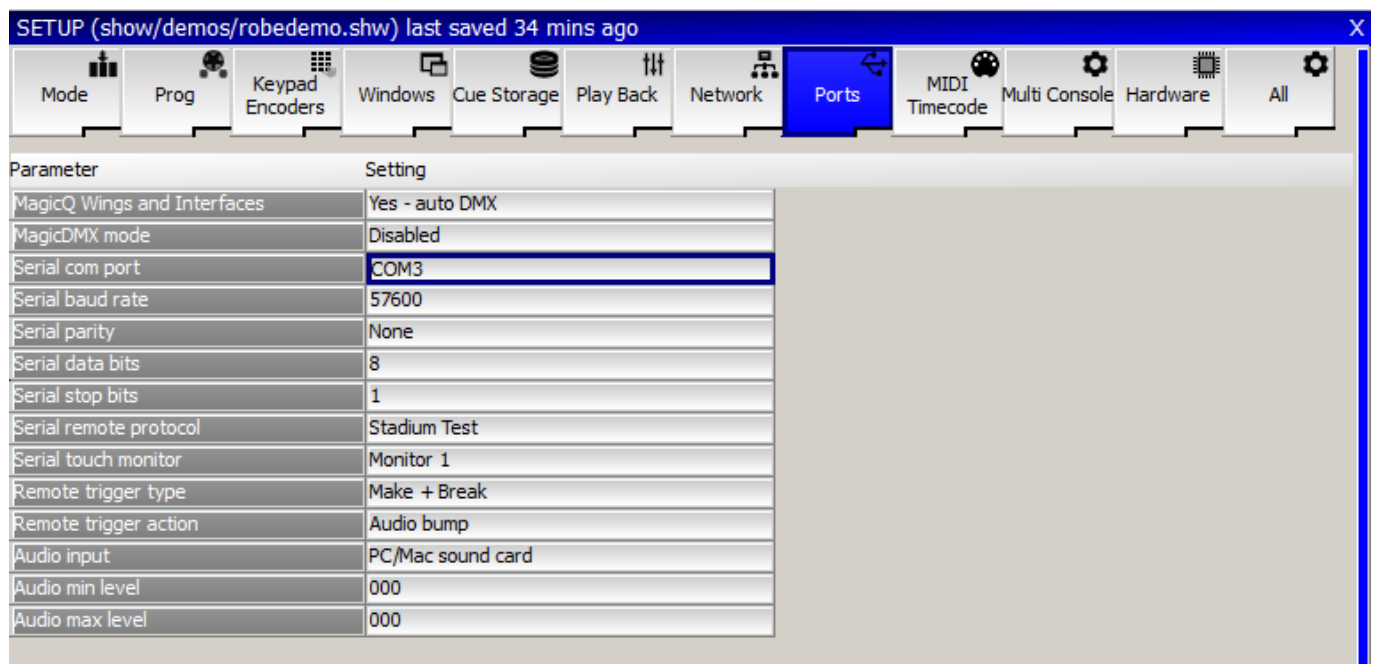 SETUP (show/demos/robedemo.shw) last saved 34 mins ago X
Mode Prog Keypad Encoders Windows Cue Storage Play Back Network Ports MIDI Timecode Multi Console Hardware All
Parameter Setting
MagicQ Wings and Interfaces Yes - auto DMX
MagicDMX mode Disabled
Serial com port COM3
Serial baud rate 57600
Serial parity None
Serial data bits 8
Serial stop bits 1
Serial remote protocol Stadium Test
Serial touch monitor Monitor 1
Remote trigger type Make + Break
Remote trigger action Audio bump
Audio input PC/Mac sound card
Audio min level 000
Audio max level 000